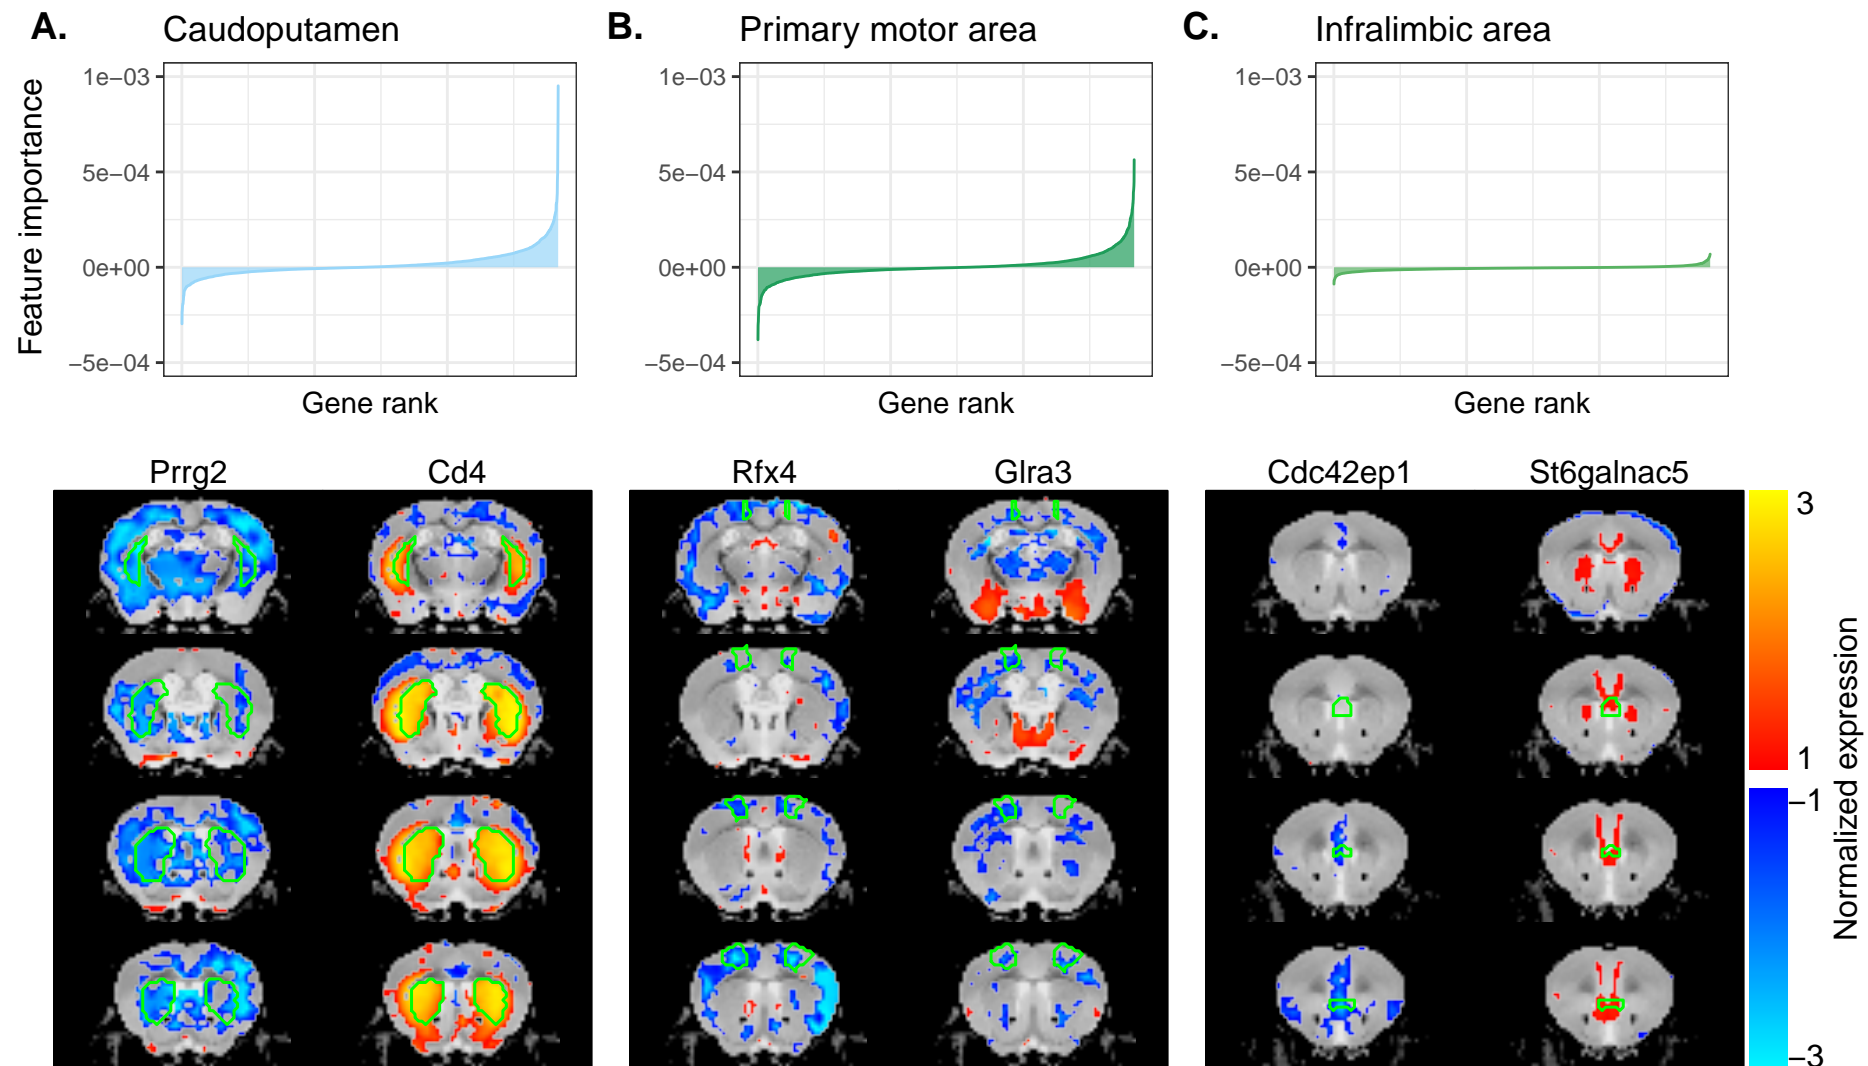 A. Caudoputamen
B. Primary motor area
C. Infralimbic area
Feature importance
1e−03
5e−04
0e+00
−5e−04
Gene rank
1e−03
5e−04
0e+00
−5e−04
Gene rank
1e−03
5e−04
0e+00
−5e−04
Gene rank
Prrg2
Cd4
Rfx4
Glra3
Cdc42ep1
St6galnac5
3
1
−1
−3
Normalized expression